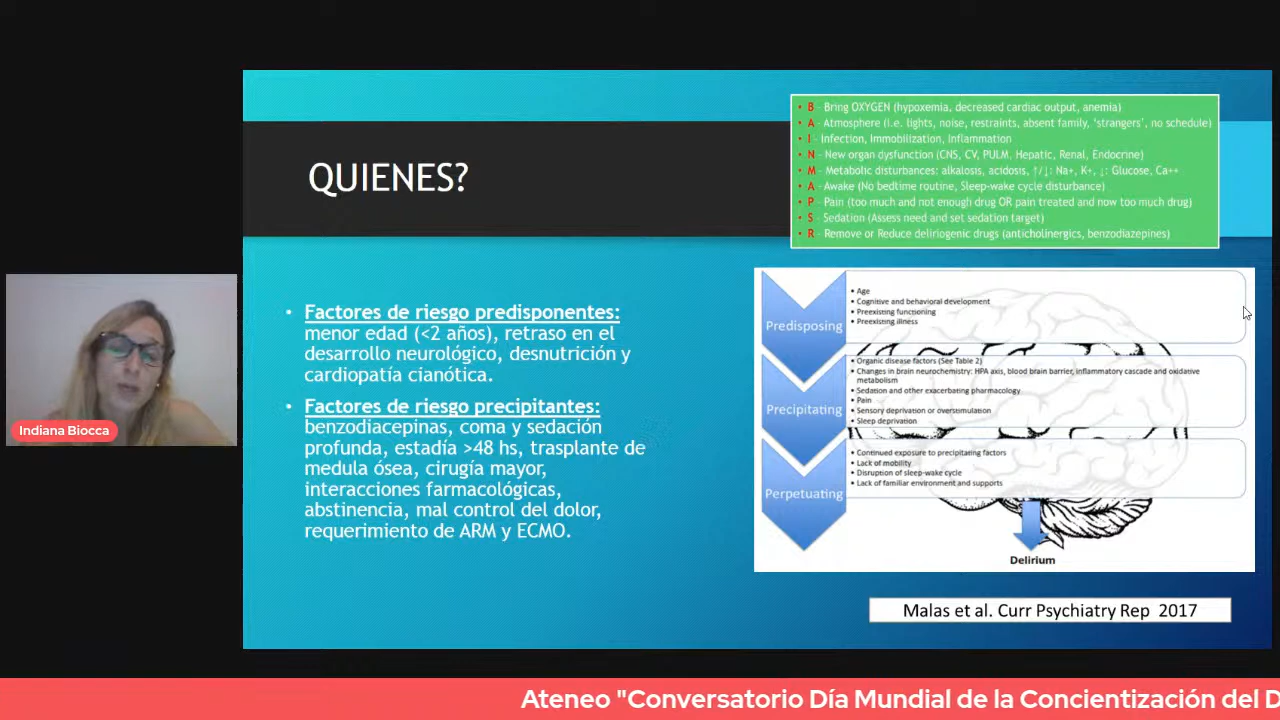 QUIENES?
• B - Bring OXYGEN (hypoxemia, decreased cardiac output, anemia)
• A - Atmosphere (i.e. lights, noise, restraints, absent family, 'strangers', no schedule)
• I - Infection, Immobilization, Inflammation
• N - New organ dysfunction (CNS, CV, PULM, Hepatic, Renal, Endocrine)
• M - Metabolic disturbances: alkalosis, acidosis, ↑/↓: Na+, K+, ↓: Glucose, Ca++
• A - Awake (No bedtime routine, Sleep-wake cycle disturbance)
• P - Pain (too much and not enough drug OR pain treated and now too much drug)
• S - Sedation (Assess need and set sedation target)
• R - Remove or Reduce deliriogenic drugs (anticholinergics, benzodiazepines)
• Factores de riesgo predisponentes:
menor edad (<2 años), retraso en el
desarrollo neurológico, desnutrición y
cardiopatía cianótica.
• Factores de riesgo precipitantes:
benzodiacepinas, coma y sedación
profunda, estadía >48 hs, trasplante de
medula ósea, cirugía mayor,
interacciones farmacológicas,
abstinencia, mal control del dolor,
requerimiento de ARM y ECMO.
Predisposing
• Age
• Cognitive and behavioral development
• Preexisting functioning
• Preexisting illness
Precipitating
• Organic disease factors (See Table 2)
• Changes in brain neurochemistry: HPA axis, blood brain barrier, inflammatory cascade and oxidative
metabolism
• Sedation and other exacerbating pharmacology
• Pain
• Sensory deprivation or overstimulation
• Sleep deprivation
Perpetuating
• Continued exposure to precipitating factors
• Lack of mobility
• Disruption of sleep-wake cycle
• Lack of familiar environment and supports
Delirium
Malas et al. Curr Psychiatry Rep 2017
Indiana Biocca
Ateneo "Conversatorio Día Mundial de la Concientización del D